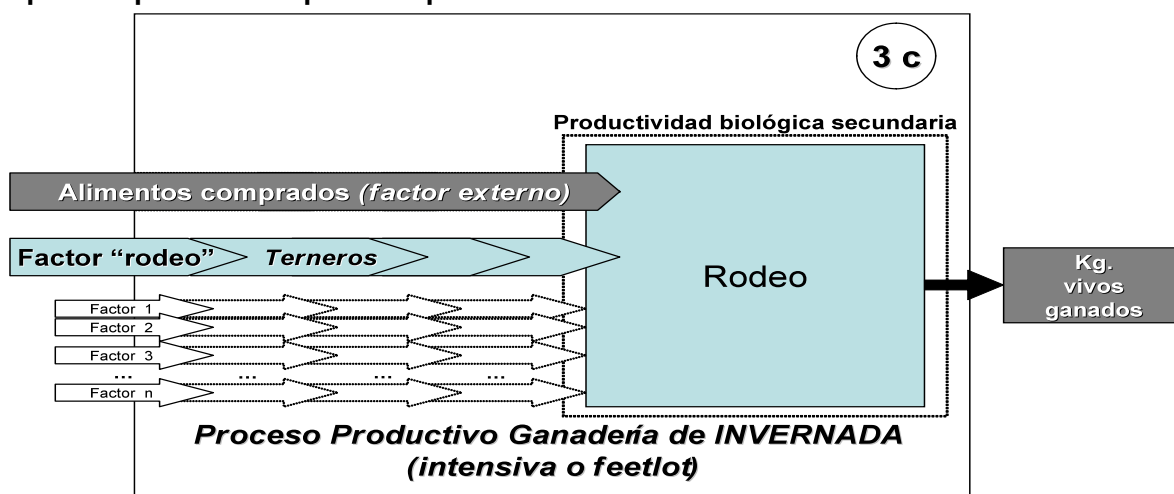 3 c
Productividad biológica secundaria
Alimentos comprados (factor externo)
Factor “rodeo” Terneros
Rodeo
Kg.
vivos
ganados
Factor 1
Factor 2
Factor 3
... ... ... ...
Factor n
Proceso Productivo Ganadería de INVERNADA
(intensiva o feetlot)